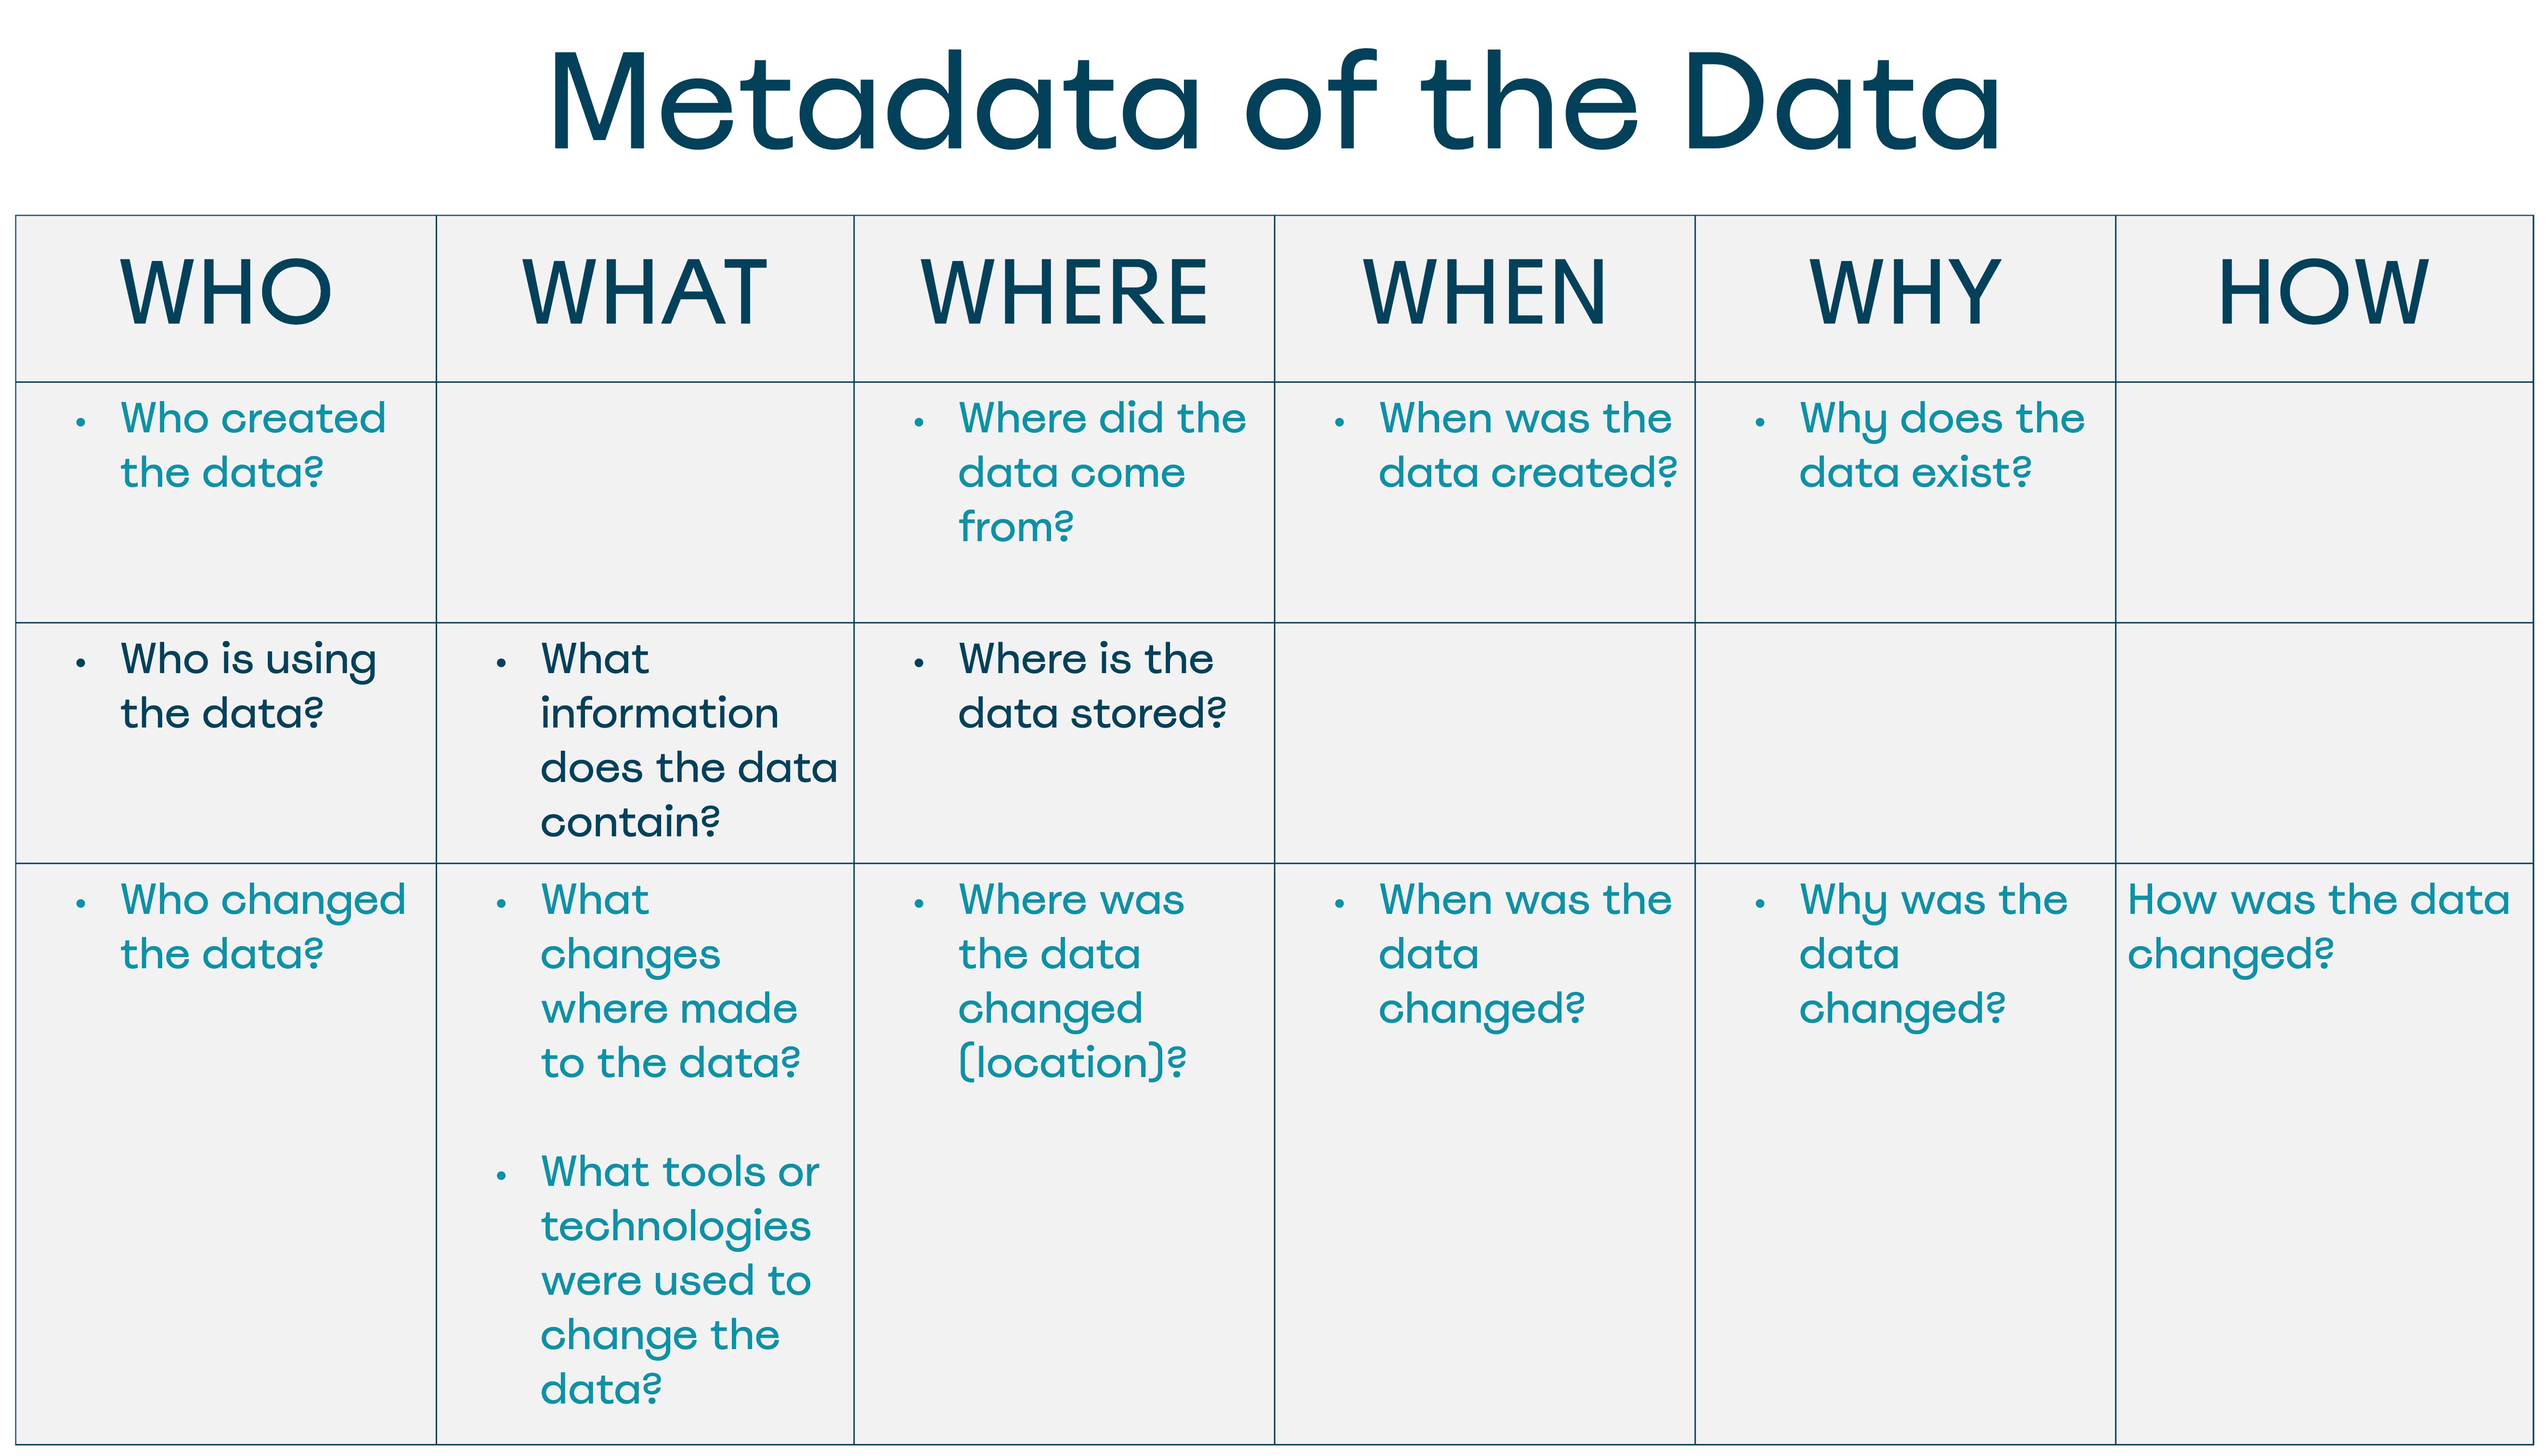 Metadata of the Data
WHO
WHAT
WHERE
WHEN
WHY
HOW
• Who created
the data?
• Where did the
data come
from?
• When was the
data created?
• Why does the
data exist?
• Who is using
the data?
• What
information
does the data
contain?
• Where is the
data stored?
• Who changed
the data?
• What
changes
where made
to the data?
• What tools or
technologies
were used to
change the
data?
• Where was
the data
changed
(location)?
• When was the
data
changed?
• Why was the
data
changed?
How was the data
changed?